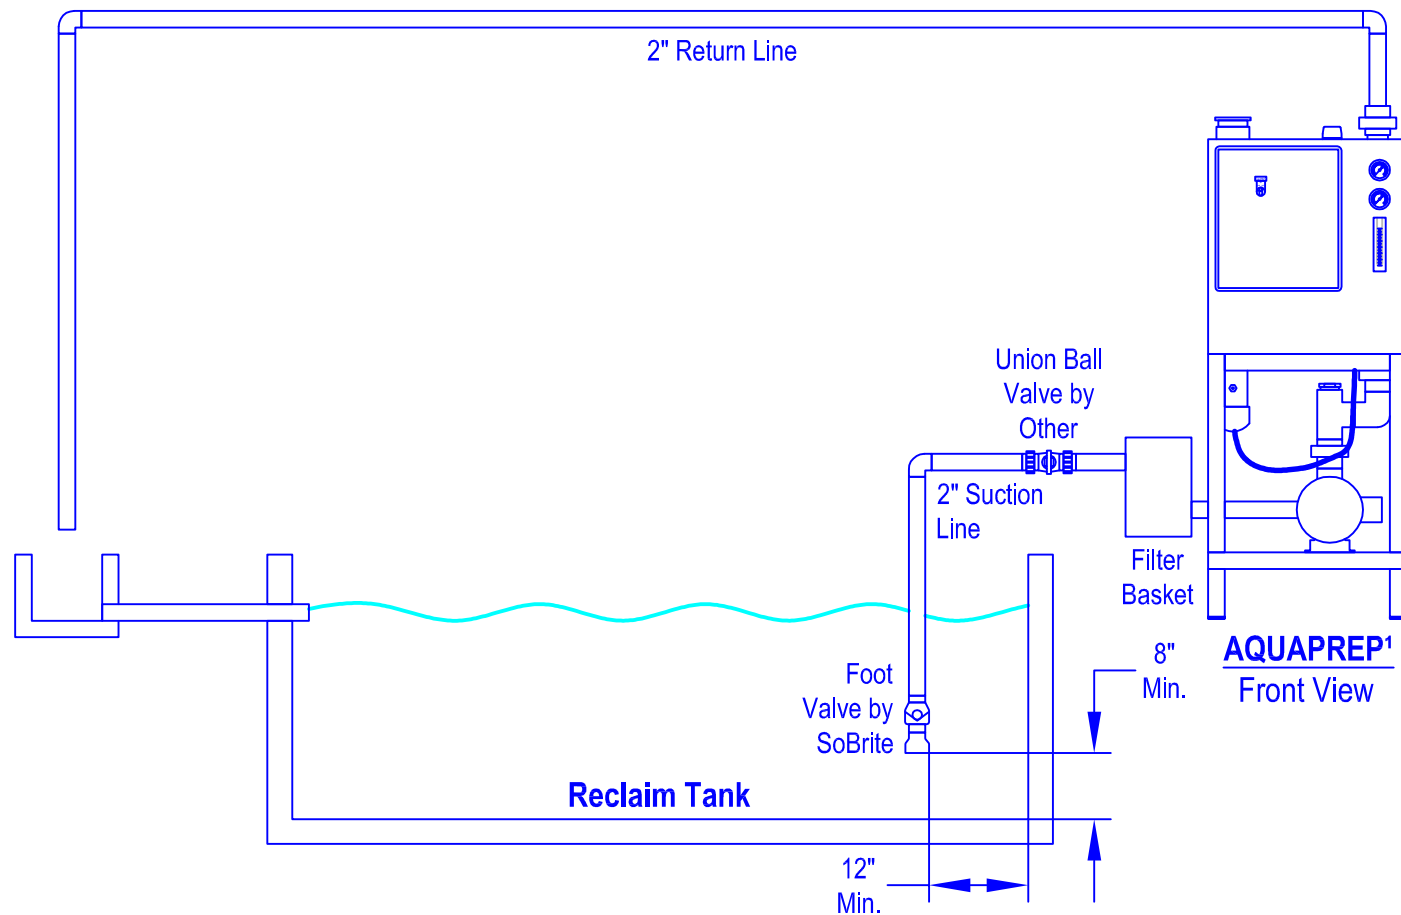 2" Return Line
Union Ball
Valve by
Other
2" Suction
Line
Filter
Basket
AQUAPREP¹
Front View
8"
Min.
Foot
Valve by
SoBrite
Reclaim Tank
12"
Min.